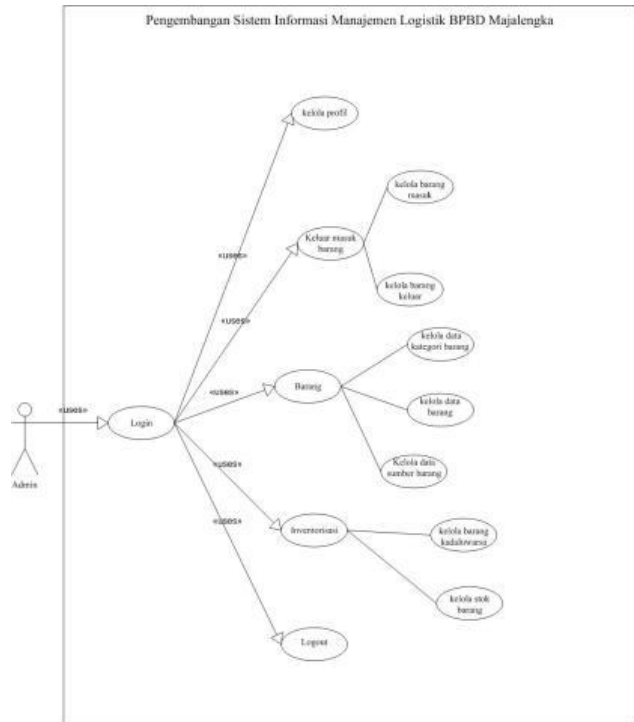 Pengembangan Sistem Informasi Manajemen Logistik BPBD Majalengka
kelola profil
kelola barang
masuk
«uses»
Keluar masuk
barang
kelola barang
keluar
«uses»
kelola data
kategori barang
«uses»
Barang
kelola data
barang
«uses»
Login
Admin
Kelola data
sumber barang
«uses»
Inventorisasi
kelola barang
kadaluwarsa
«uses»
kelola stok
barang
Logout